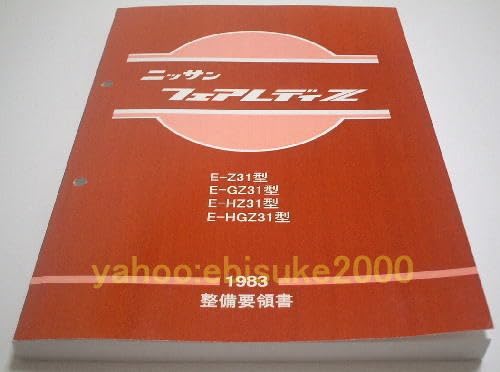 ニッサン
フェアレディZ
E-Z31型
E-GZ31型
E-HZ31型
E-HGZ31型
yahoo:ebisuke2000
1983
整備要領書